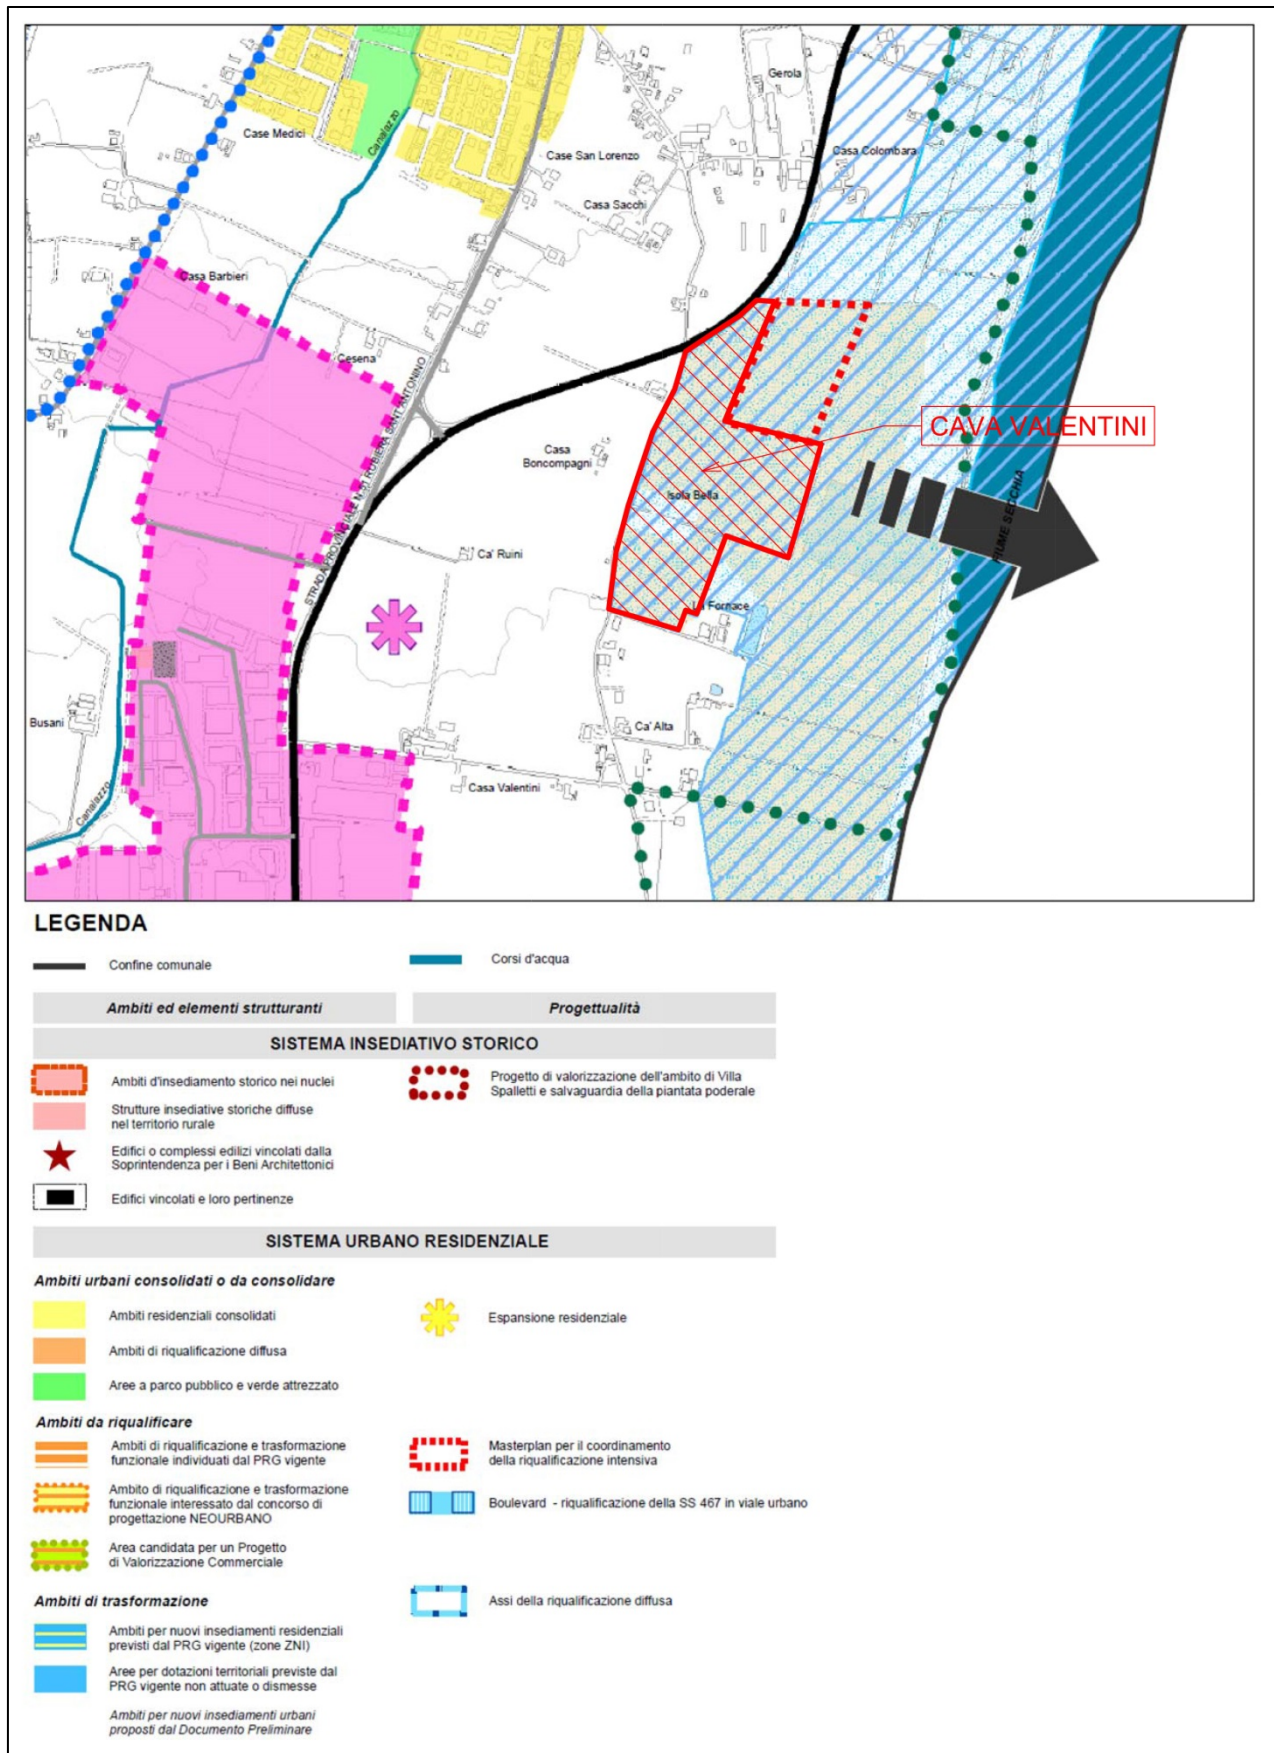 Gerola
Case Medici
Canalazzo
Case San Lorenzo
Casa Colombara
Casa Sacchi
Casa Barbieri
Cesena
STRADA PROVINCIALE N.51 RUBIERA SANT'ANTONINO
CAVA VALENTINI
Casa
Boncompagni
Isola Bella
FIUME SECCHIA
Ca' Ruini
La Fornace
Busani
Ca' Alta
Casa Valentini
Canalazzo
LEGENDA
Confine comunale
Corsi d'acqua
Ambiti ed elementi strutturanti
Progettualità
SISTEMA INSEDIATIVO STORICO
Ambiti d'insediamento storico nei nuclei
Progetto di valorizzazione dell'ambito di Villa
Spalletti e salvaguardia della piantata poderale
Strutture insediative storiche diffuse
nel territorio rurale
Edifici o complessi edilizi vincolati dalla
Soprintendenza per i Beni Architettonici
Edifici vincolati e loro pertinenze
SISTEMA URBANO RESIDENZIALE
Ambiti urbani consolidati o da consolidare
Ambiti residenziali consolidati
Espansione residenziale
Ambiti di riqualificazione diffusa
Aree a parco pubblico e verde attrezzato
Ambiti da riqualificare
Ambiti di riqualificazione e trasformazione
funzionale individuati dal PRG vigente
Masterplan per il coordinamento
della riqualificazione intensiva
Ambito di riqualificazione e trasformazione
funzionale interessato dal concorso di
progettazione NEOURBANO
Boulevard - riqualificazione della SS 467 in viale urbano
Area candidata per un Progetto
di Valorizzazione Commerciale
Ambiti di trasformazione
Assi della riqualificazione diffusa
Ambiti per nuovi insediamenti residenziali
previsti dal PRG vigente (zone ZNI)
Aree per dotazioni territoriali previste dal
PRG vigente non attuate o dismesse
Ambiti per nuovi insediamenti urbani
proposti dal Documento Preliminare